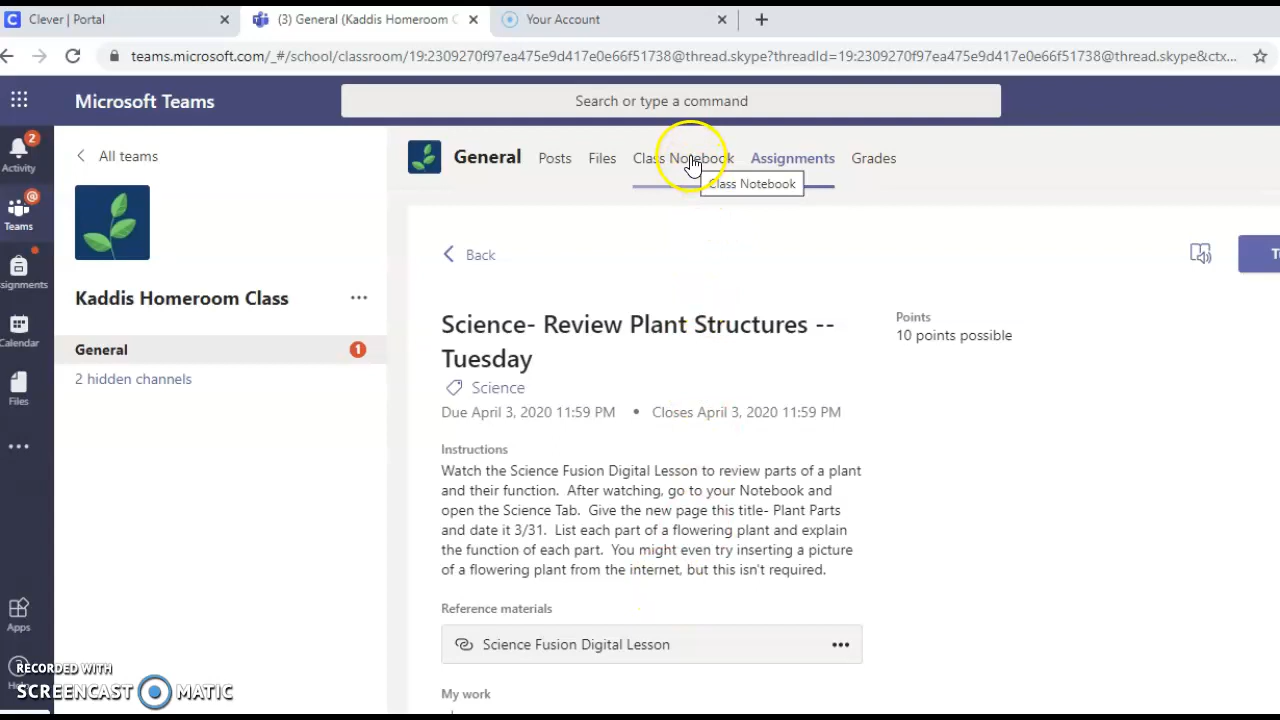 Clever | Portal
(3) General (Kaddis Homeroom C
Your Account
teams.microsoft.com/_#/school/classroom/19:2309270f97ea475e9d417e0e66f51738@thread.skype?threadId=19:2309270f97ea475e9d417e0e66f51738@thread.skype&ctx...
Microsoft Teams
Search or type a command
2
Activity
Teams
ssignments
Calendar
Files
Apps
All teams
Kaddis Homeroom Class
General 1
2 hidden channels
General Posts Files Class Notebook Assignments Grades
Class Notebook
Back
Science- Review Plant Structures --
Tuesday
Science
Due April 3, 2020 11:59 PM • Closes April 3, 2020 11:59 PM
Points
10 points possible
Instructions
Watch the Science Fusion Digital Lesson to review parts of a plant
and their function. After watching, go to your Notebook and
open the Science Tab. Give the new page this title- Plant Parts
and date it 3/31. List each part of a flowering plant and explain
the function of each part. You might even try inserting a picture
of a flowering plant from the internet, but this isn't required.
Reference materials
Science Fusion Digital Lesson
My work
RECORDED WITH
SCREENCAST MATIC